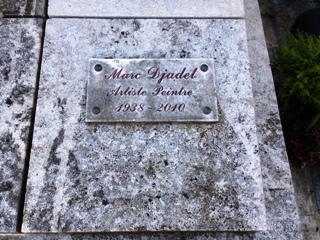 Marc Djadel
Artiste Peintre
1938 - 2010